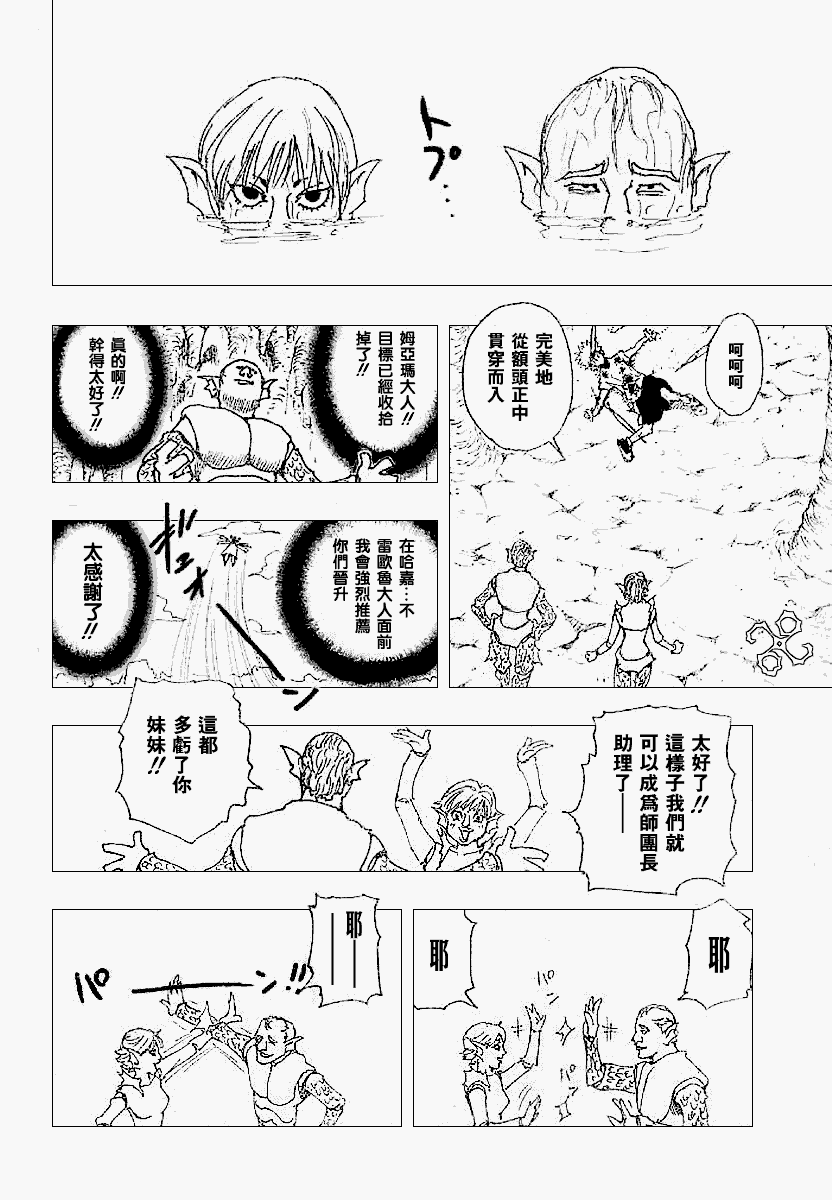 トプ…
呵呵呵
完美地
從額頭正中
貫穿而入
姆亞瑪大人!!
目標已經收拾
掉了!!
真的啊!!
幹得太好了!!
在哈嘉…不
雷歐魯大人面前
我會強烈推薦
你們晉升
太感謝了!!
ギュオーン
太好了!!
這樣子我們就
可以成爲師團長
助理了——
這都
多虧了你
妹妹!!
耶
パン
パン
耶
耶——
パーン!!